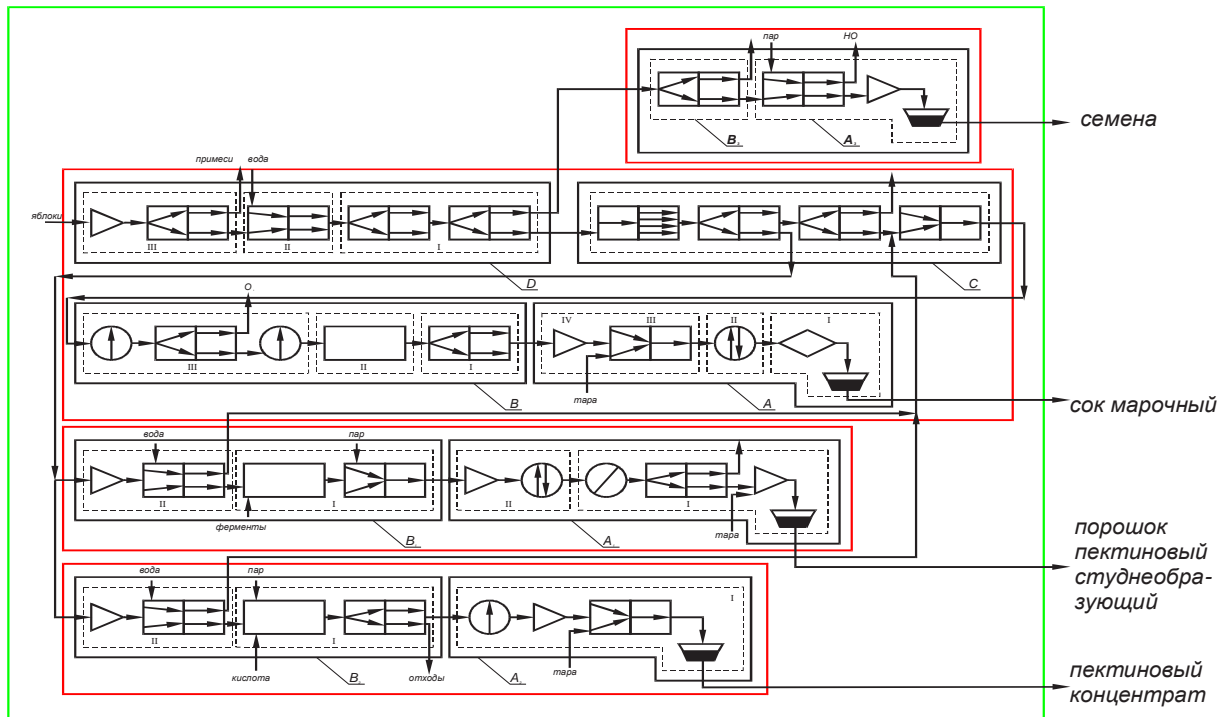 пар
НО
семена
В
А
примеси
вода
яблоки
III
II
I
D
C
О
IV
III
II
I
III
II
I
В
А
тара
сок марочный
вода
пар
II
I
II
I
ферменты
тара
В
А
порошок
пектиновый
студнеобра-
зующий
вода
пар
I
II
I
кислота
В
отходы
А
тара
пектиновый
концентрат